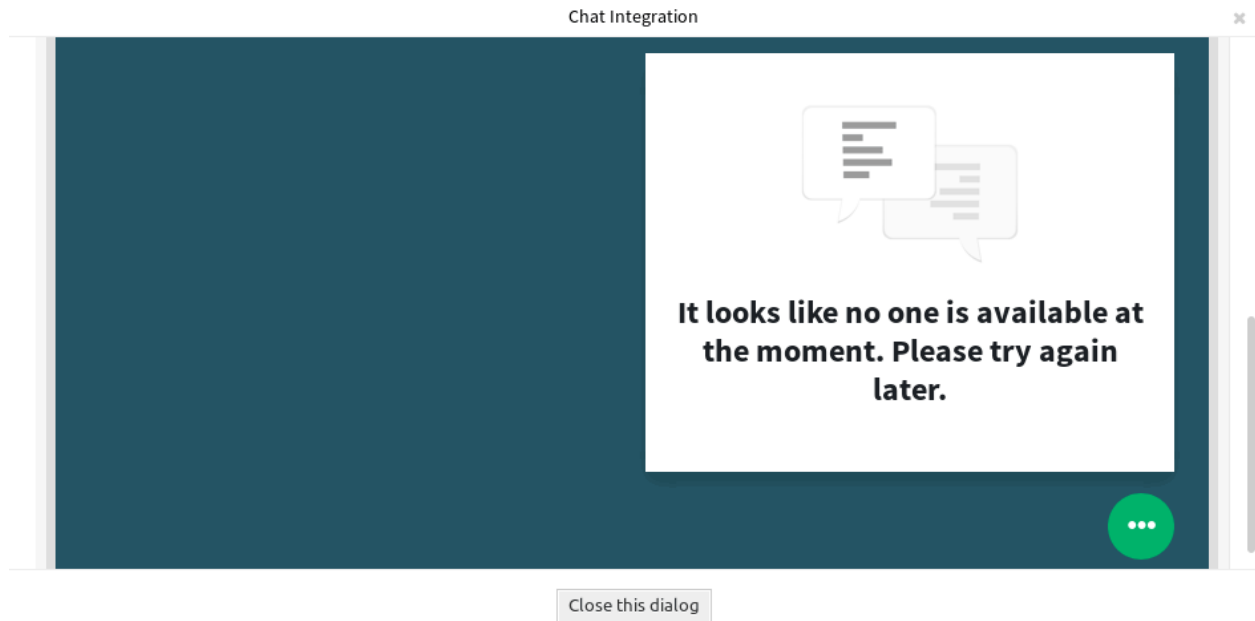 Chat Integration
It looks like no one is available at
the moment. Please try again
later.
Close this dialog